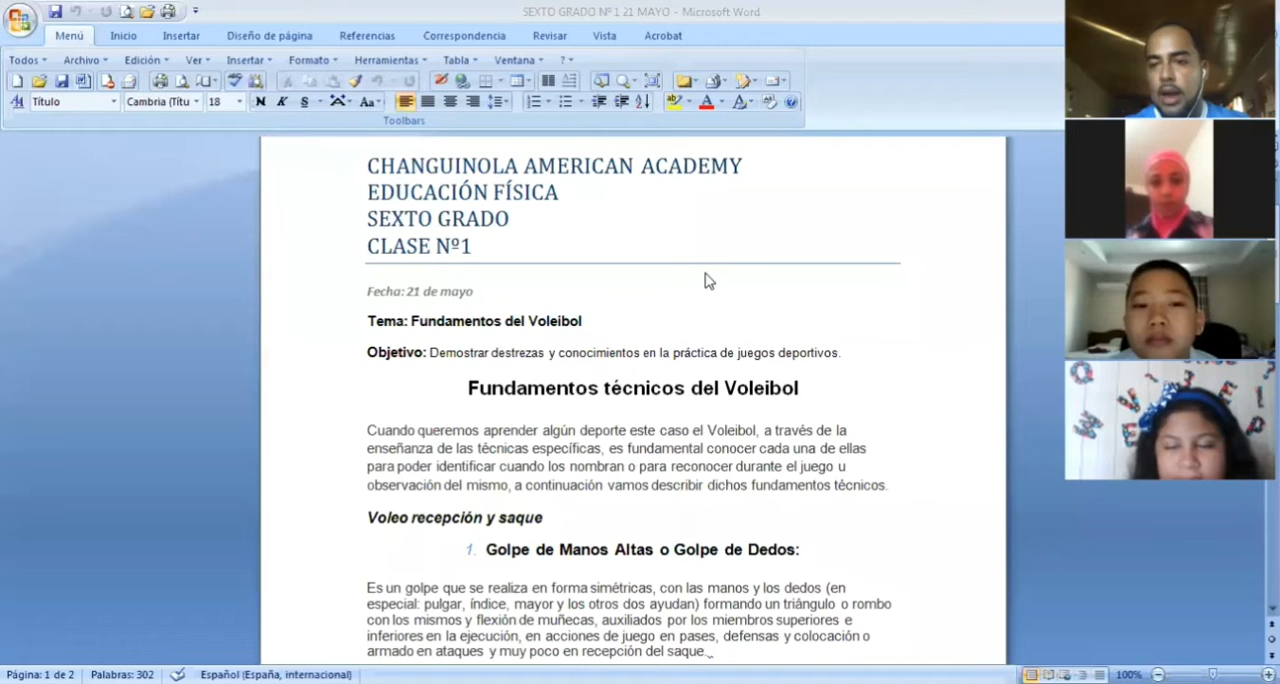 SEXTO GRADO Nº 1 21 MAYO - Microsoft Word
Menú Inicio Insertar Diseño de página Referencias Correspondencia Revisar Vista Acrobat
Todos Archivo Edición Ver Insertar Formato Herramientas Tabla Ventana ?
Título Cambria (Títu 18 N K S Aa
Toolbars
CHANGUINOLA AMERICAN ACADEMY
EDUCACIÓN FÍSICA
SEXTO GRADO
CLASE Nº1
Fecha: 21 de mayo
Tema: Fundamentos del Voleibol
Objetivo: Demostrar destrezas y conocimientos en la práctica de juegos deportivos.
Fundamentos técnicos del Voleibol
Cuando queremos aprender algún deporte este caso el Voleibol, a través de la
enseñanza de las técnicas específicas, es fundamental conocer cada una de ellas
para poder identificar cuando los nombran o para reconocer durante el juego u
observación del mismo, a continuación vamos describir dichos fundamentos técnicos.
Voleo recepción y saque
1. Golpe de Manos Altas o Golpe de Dedos:
Es un golpe que se realiza en forma simétricas, con las manos y los dedos (en
especial: pulgar, índice, mayor y los otros dos ayudan) formando un triángulo o rombo
con los mismos y flexión de muñecas, auxiliados por los miembros superiores e
inferiores en la ejecución, en acciones de juego en pases, defensas y colocación o
armado en ataques y muy poco en recepción del saque.
Página: 1 de 2 Palabras: 302 Español (España, internacional) 100%